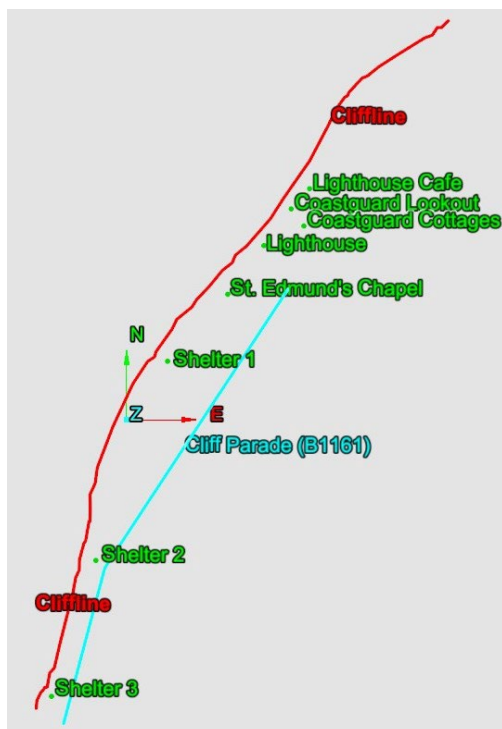 Cliffline
Lighthouse Cafe
Coastguard Lookout
Coastguard Cottages
Lighthouse
St. Edmund's Chapel
N
Shelter 1
Z
E
Cliff Parade (B1161)
Shelter 2
Cliffline
Shelter 3